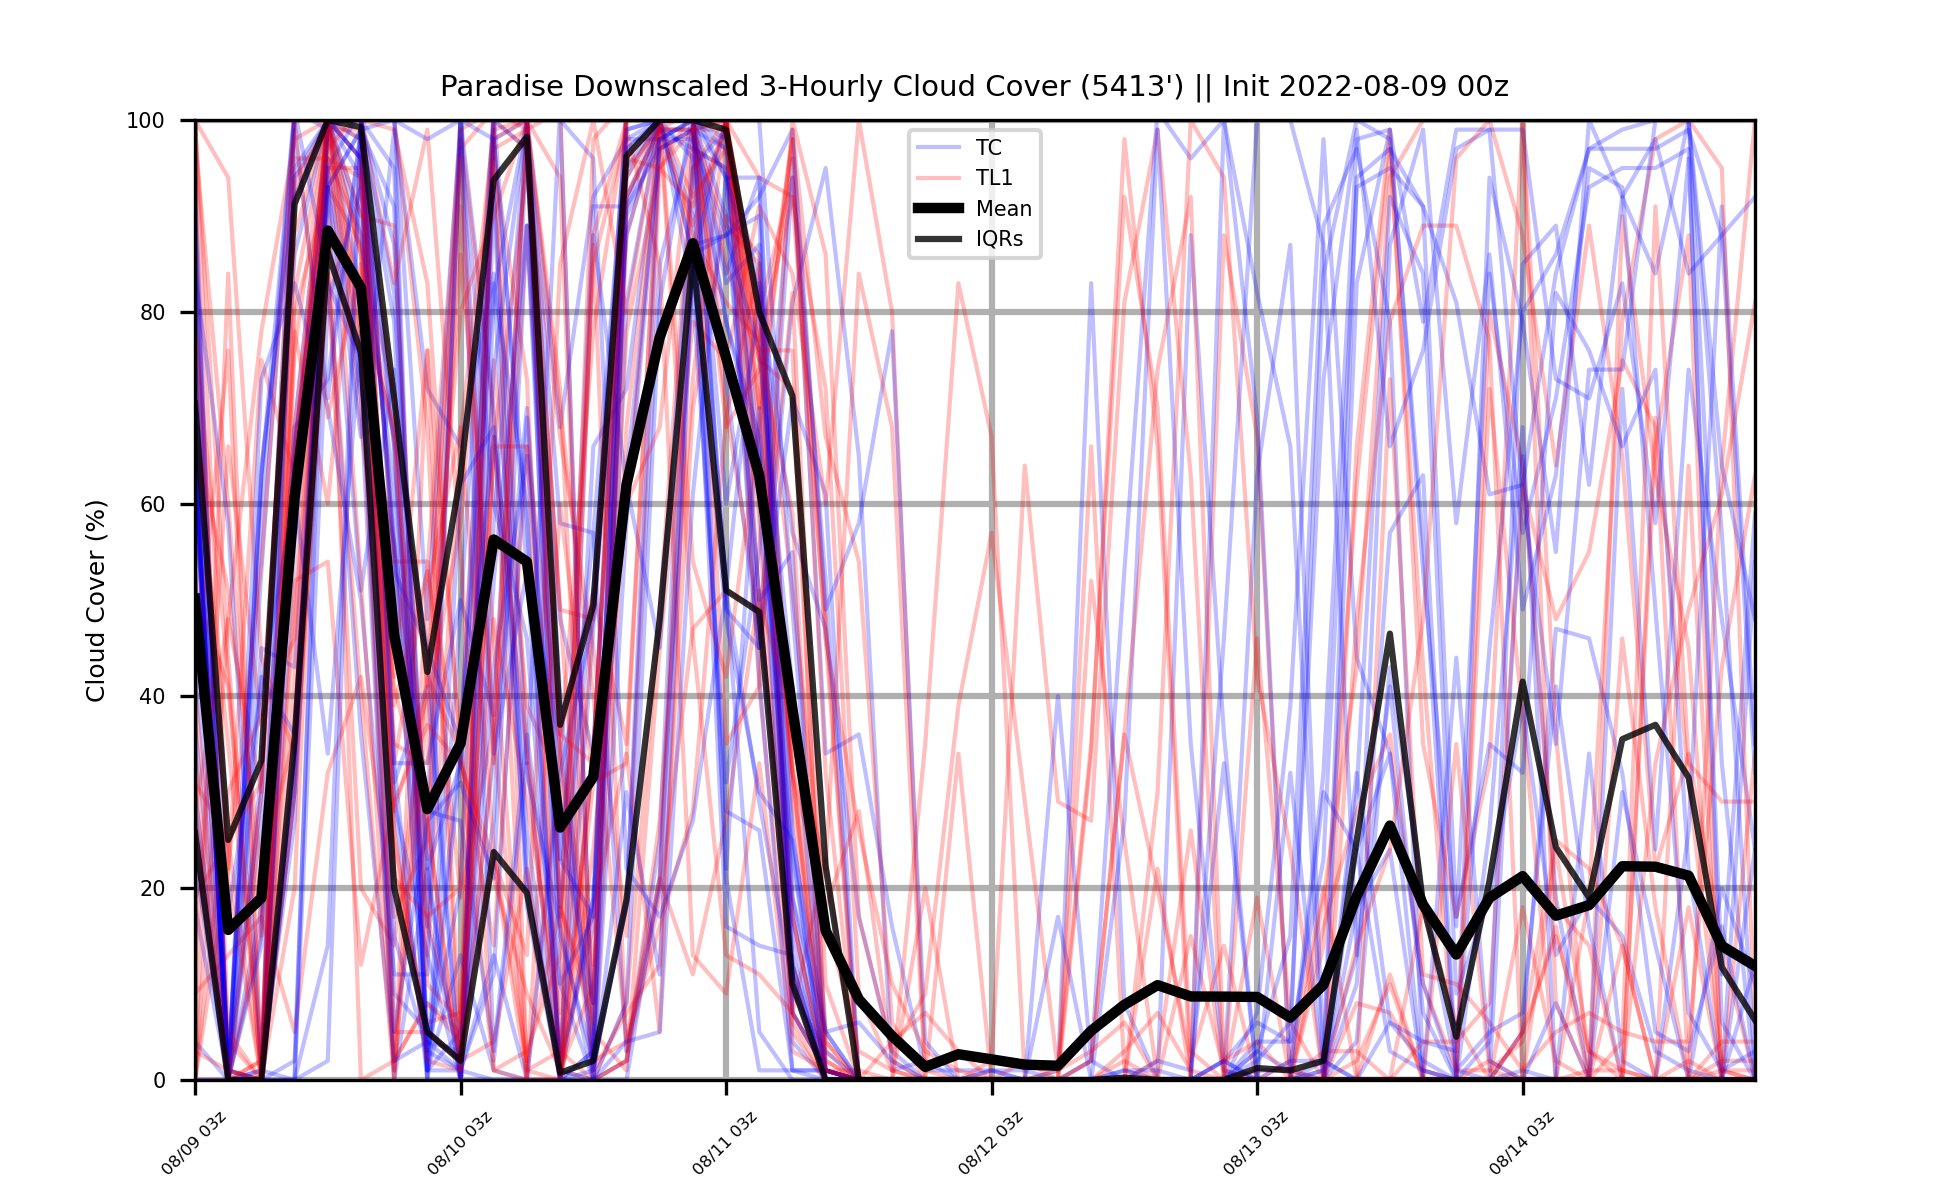 Paradise Downscaled 3-Hourly Cloud Cover (5413') || Init 2022-08-09 00z
100
80
60
40
20
0
Cloud Cover (%)
TC
TL1
Mean
IQRs
08/09 03z
08/10 03z
08/11 03z
08/12 03z
08/13 03z
08/14 03z